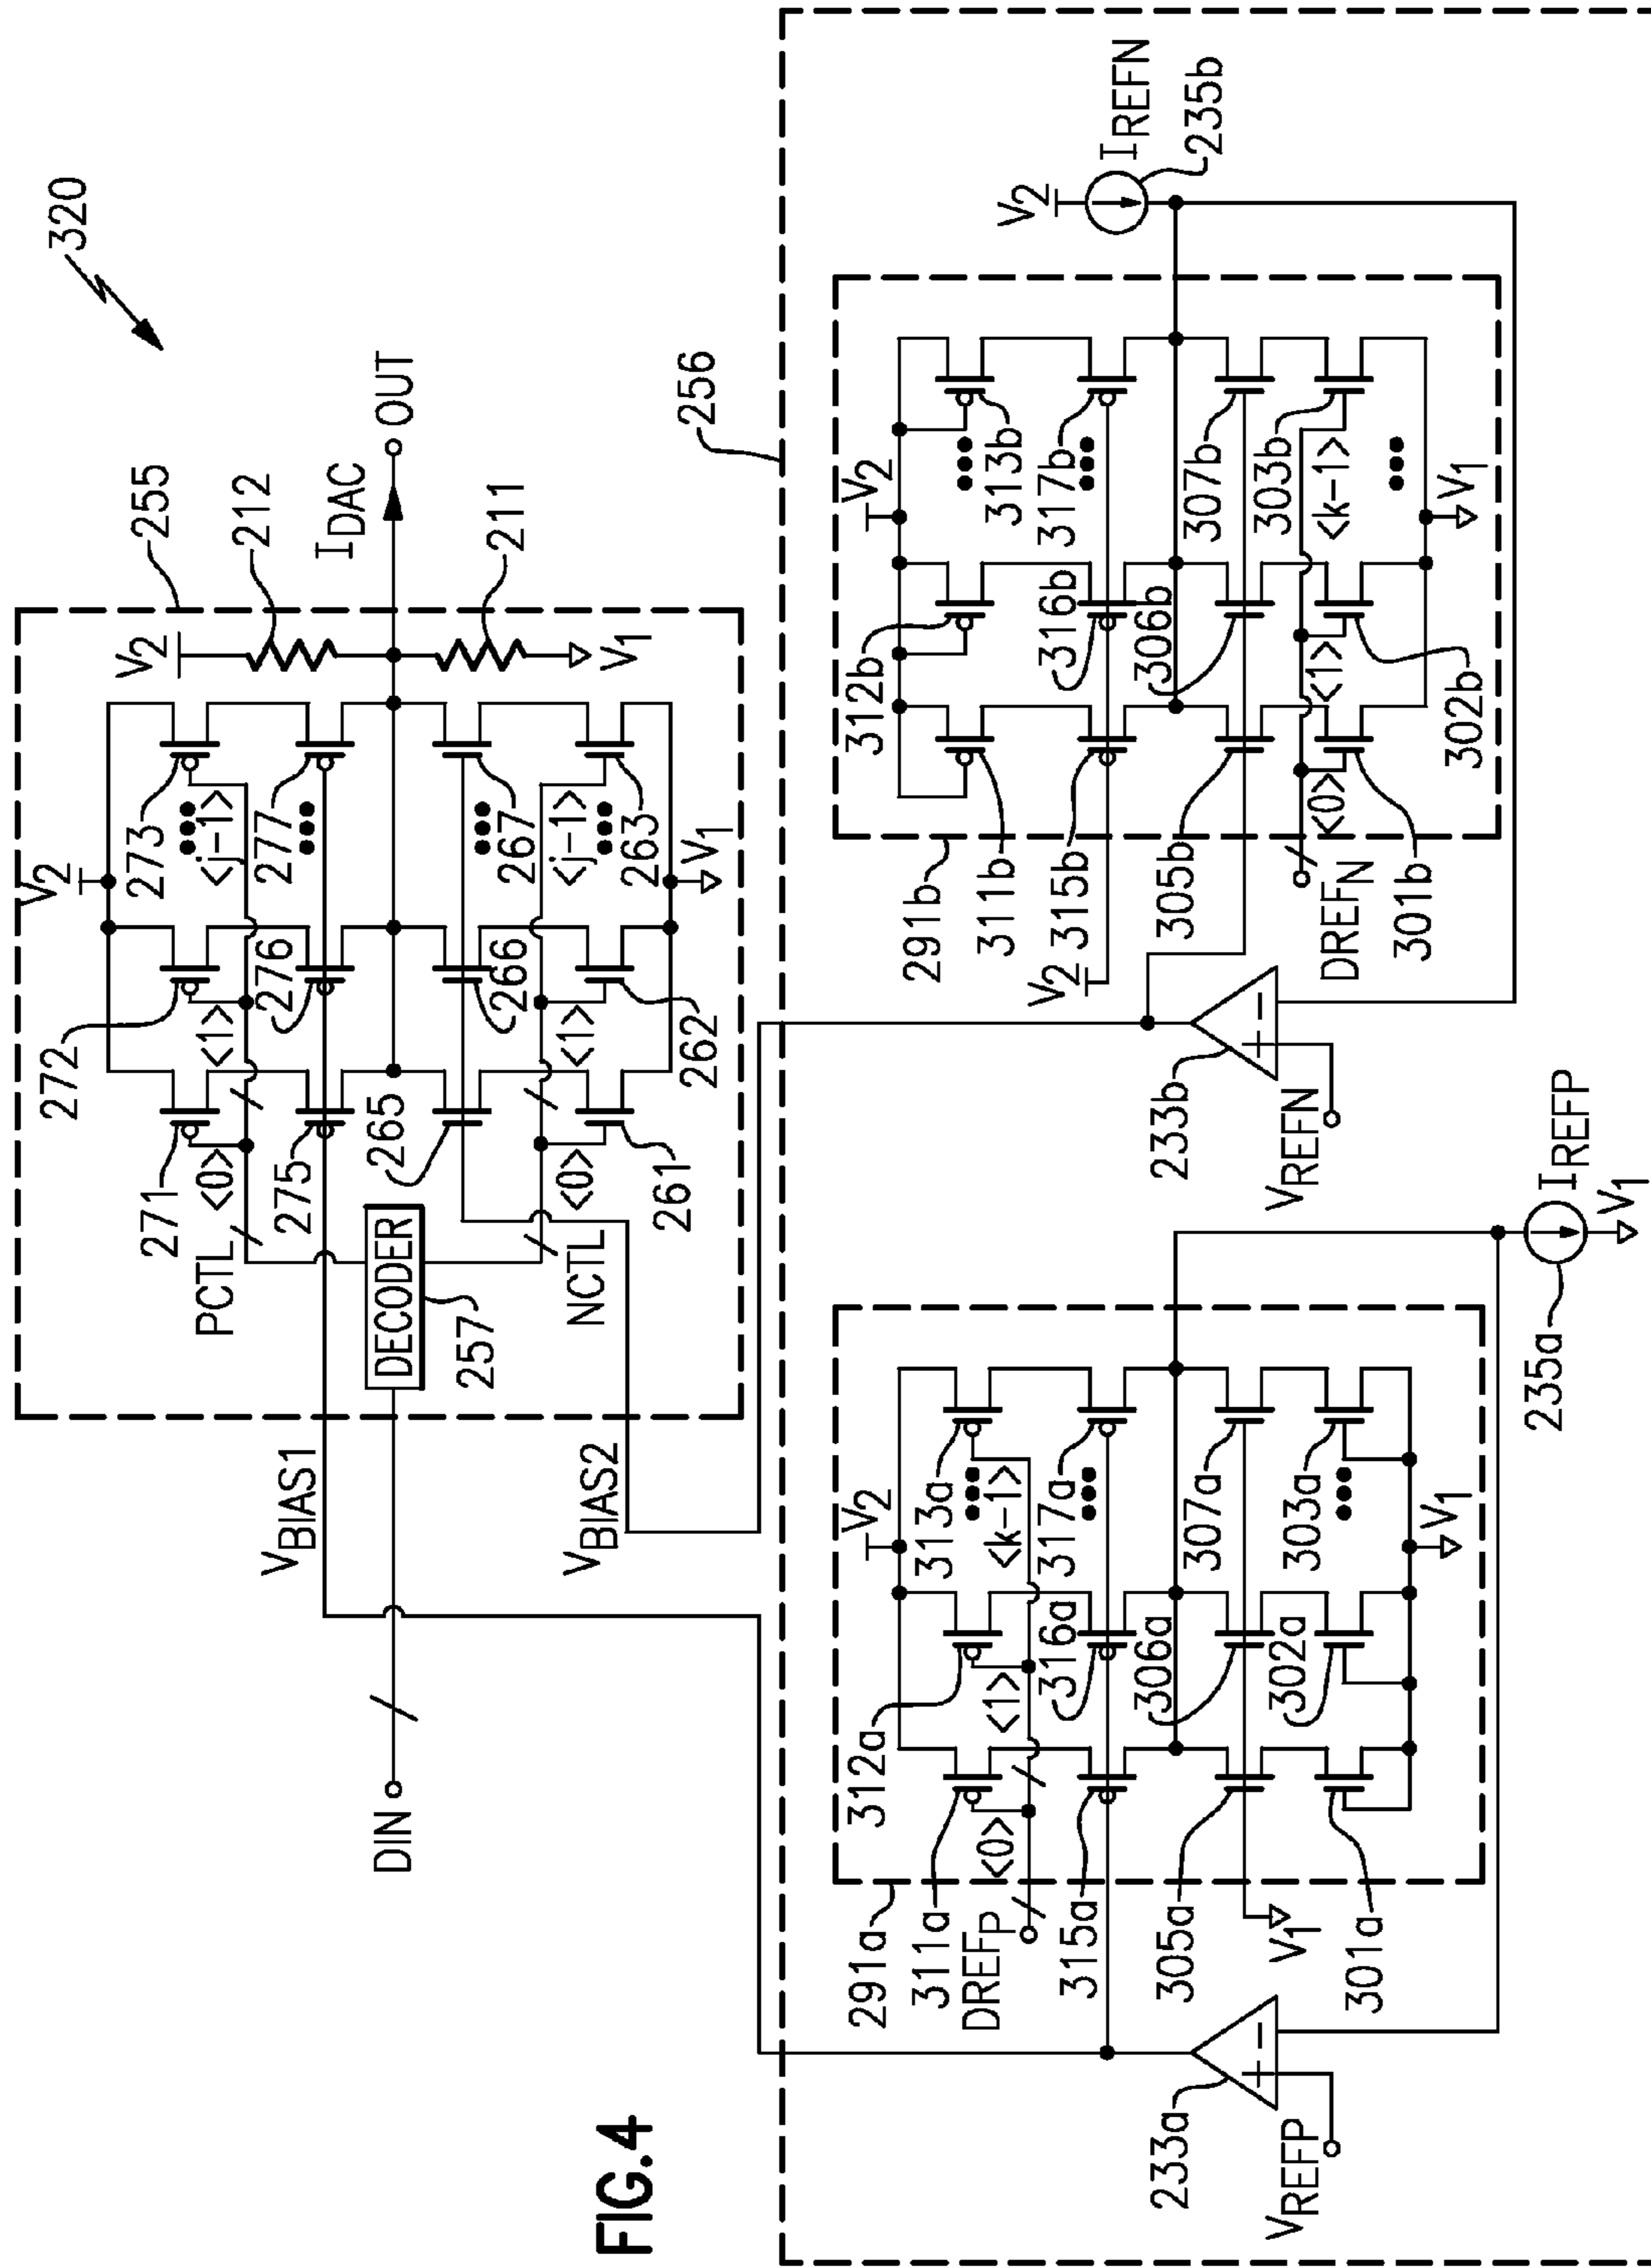 FIG.4
320
255
V2
212
IDAC
OUT
211
V1
V2
271
272
273
<0>
<1>
<j-1>
PCTL
275
276
277
DECODER
257
265
266
267
NCTL
<0>
<1>
<j-1>
261
262
263
V1
DIN
VBIAS1
VBIAS2
256
291a
V2
311a
312a
313a
DREFP
<0>
<1>
<k-1>
315a
316a
317a
305a
306a
307a
V1
301a
302a
303a
V1
233a
+
−
VREFP
235a
IREFP
V1
291b
V2
311b
312b
313b
V2
315b
316b
317b
305b
306b
307b
DREFN
<0>
<1>
<k-1>
301b
302b
303b
V1
233b
+
−
VREFN
V2
IREFN
235b